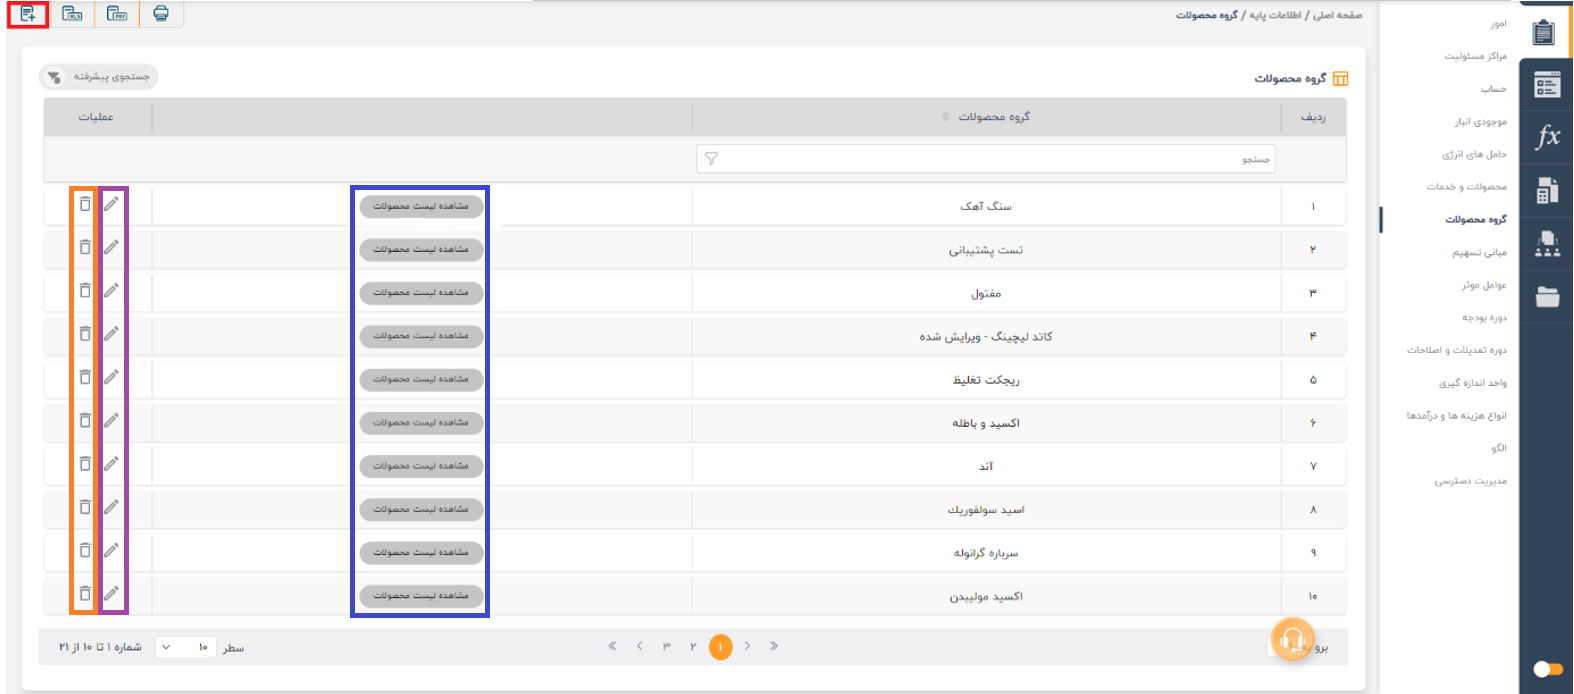 صفحه اصلی / اطلاعات پایه / گروه محصولات
XLS
PDF
امور
مراکز مسئولیت
حساب
موجودی انبار
حامل های انرژی
محصولات و خدمات
گروه محصولات
مبانی تسهیم
عوامل موثر
دوره بودجه
دوره تعدیلات و اصلاحات
واحد اندازه گیری
انواع هزینه ها و درآمدها
الگو
مدیریت دسترسی
fx
گروه محصولات
جستجوی پیشرفته
ردیف گروه محصولات عملیات
جستجو
۱ سنگ آهک مشاهده لیست محصولات
۲ تست پشتیبانی مشاهده لیست محصولات
۳ مفتول مشاهده لیست محصولات
۴ کاتد لیچینگ - ویرایش شده مشاهده لیست محصولات
۵ ریجکت تغلیظ مشاهده لیست محصولات
۶ اکسید و باطله مشاهده لیست محصولات
۷ آند مشاهده لیست محصولات
۸ اسید سولفوریك مشاهده لیست محصولات
۹ سرباره گرانوله مشاهده لیست محصولات
۱۰ اکسید مولیبدن مشاهده لیست محصولات
برو به ۱
« < ۱ ۲ ۳ > »
سطر ۱۰ شماره ۱ تا ۱۰ از ۲۱